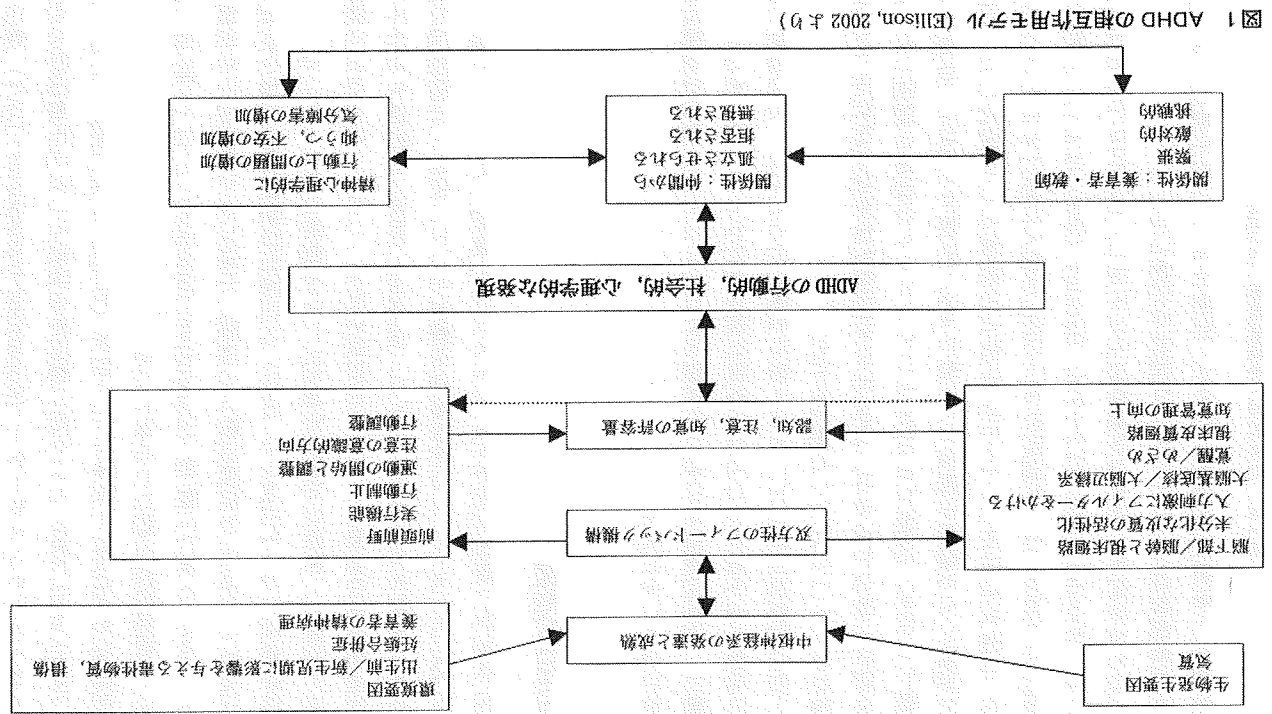 生物発生要因
気質
環境要因
出生前／新生児期に影響を与える毒性物質，損傷
妊娠合併症
養育者の精神病理
中枢神経系の発達と成熟
脳下部／脳幹と視床廻路
未分化な皮質の活性化
入力刺激にフィルターをかける
大脳基底核／大脳辺縁系
覚醒／めざめ
視床皮質廻路
知覚管理の向上
双方性のフィードバック機構
認知，注意，知覚の許容量
前頭前野
実行機能
行動制止
運動の開始と調整
注意の意識的方向
行動調整
ADHDの行動的，社会的，心理学的な発現
関係性：養育者・教師
緊張
敵対的
挑戦的
関係性：仲間から
孤立させられる
拒否される
無視される
精神心理学的に
行動上の問題の増加
抑うつ，不安の増加
気分障害の増加
図1　ADHDの相互作用モデル（Ellison, 2002より）